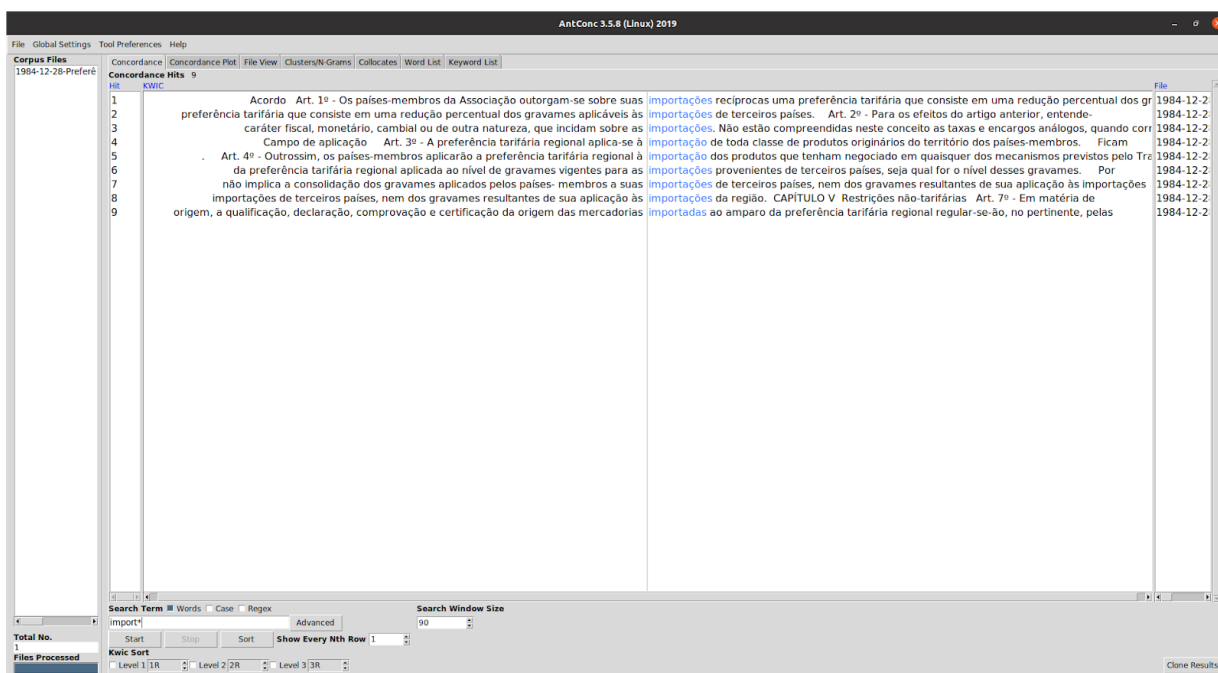 AntConc 3.5.8 (Linux) 2019
File Global Settings Tool Preferences Help
Corpus Files
1984-12-28-Preferê
Concordance Concordance Plot File View Clusters/N-Grams Collocates Word List Keyword List
Concordance Hits 9
Hit KWIC File
1 Acordo Art. 1º - Os países-membros da Associação outorgam-se sobre suas importações recíprocas uma preferência tarifária que consiste em uma redução percentual dos gr 1984-12-2
2 preferência tarifária que consiste em uma redução percentual dos gravames aplicáveis às importações de terceiros países. Art. 2º - Para os efeitos do artigo anterior, entende- 1984-12-2
3 caráter fiscal, monetário, cambial ou de outra natureza, que incidam sobre as importações. Não estão compreendidas neste conceito as taxas e encargos análogos, quando corr 1984-12-2
4 Campo de aplicação Art. 3º - A preferência tarifária regional aplica-se à importação de toda classe de produtos originários do território dos países-membros. Ficam 1984-12-2
5 . Art. 4º - Outrossim, os países-membros aplicarão a preferência tarifária regional à importação dos produtos que tenham negociado em quaisquer dos mecanismos previstos pelo Tra 1984-12-2
6 da preferência tarifária regional aplicada ao nível de gravames vigentes para as importações provenientes de terceiros países, seja qual for o nível desses gravames. Por 1984-12-2
7 não implica a consolidação dos gravames aplicados pelos países- membros a suas importações de terceiros países, nem dos gravames resultantes de sua aplicação às importações 1984-12-2
8 importações de terceiros países, nem dos gravames resultantes de sua aplicação às importações da região. CAPÍTULO V Restrições não-tarifárias Art. 7º - Em matéria de 1984-12-2
9 origem, a qualificação, declaração, comprovação e certificação da origem das mercadorias importadas ao amparo da preferência tarifária regional regular-se-ão, no pertinente, pelas 1984-12-2
Search Term Words Case Regex Search Window Size
import* Advanced 90
Total No.
1
Start Stop Sort Show Every Nth Row 1
Files Processed
Kwic Sort
Level 1 1R Level 2 2R Level 3 3R Clone Results